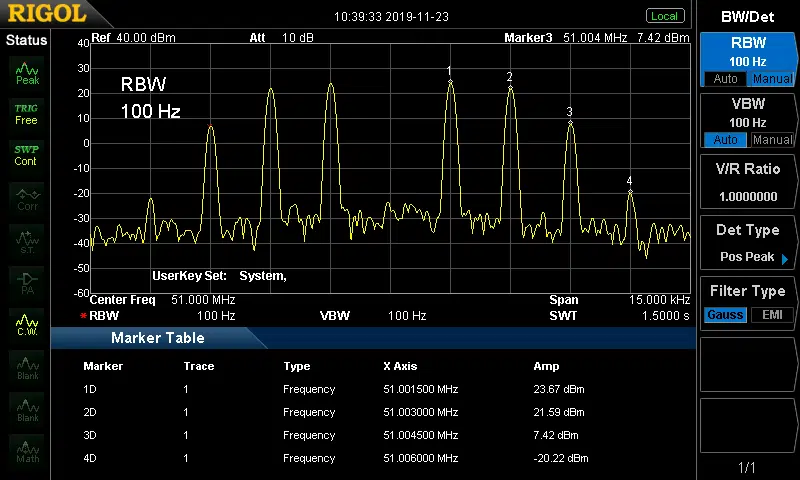 RIGOL
10:39:33 2019-11-23
Local
BW/Det
Status
Ref 40.00 dBm Att 10 dB Marker3 51.004 MHz 7.42 dBm
RBW
100 Hz
Auto Manual
VBW
100 Hz
Auto Manual
V/R Ratio
1.0000000
Det Type
Pos Peak
Filter Type
Gauss EMI
1/1
Peak
TRIG
Free
SWP
Cont
Corr
S.T.
PA
C.W.
Blank
Blank
Math
40
30
20
10
0
-10
-20
-30
-40
-50
-60
RBW
100 Hz
1
2
3
4
UserKey Set: System,
Center Freq 51.000 MHz Span 15.000 kHz
*RBW 100 Hz VBW 100 Hz SWT 1.5000 s
Marker Table
Marker Trace Type X Axis Amp
1D 1 Frequency 51.001500 MHz 23.67 dBm
2D 1 Frequency 51.003000 MHz 21.59 dBm
3D 1 Frequency 51.004500 MHz 7.42 dBm
4D 1 Frequency 51.006000 MHz -20.22 dBm